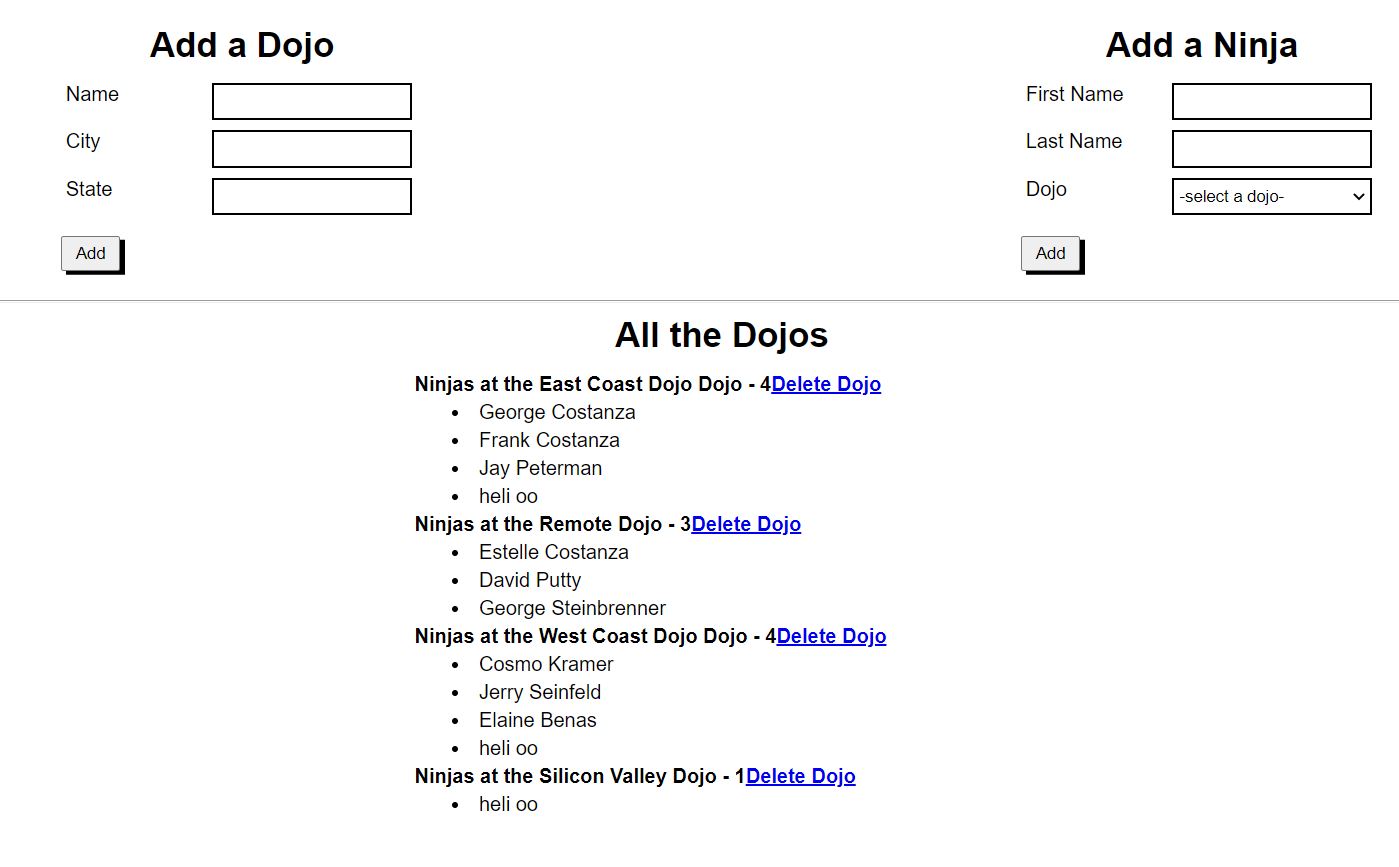 Add a Dojo
Name
City
State
Add
Add a Ninja
First Name
Last Name
Dojo
-select a dojo-
Add
All the Dojos
Ninjas at the East Coast Dojo Dojo - 4Delete Dojo
George Costanza
Frank Costanza
Jay Peterman
heli oo
Ninjas at the Remote Dojo - 3Delete Dojo
Estelle Costanza
David Putty
George Steinbrenner
Ninjas at the West Coast Dojo Dojo - 4Delete Dojo
Cosmo Kramer
Jerry Seinfeld
Elaine Benas
heli oo
Ninjas at the Silicon Valley Dojo - 1Delete Dojo
heli oo